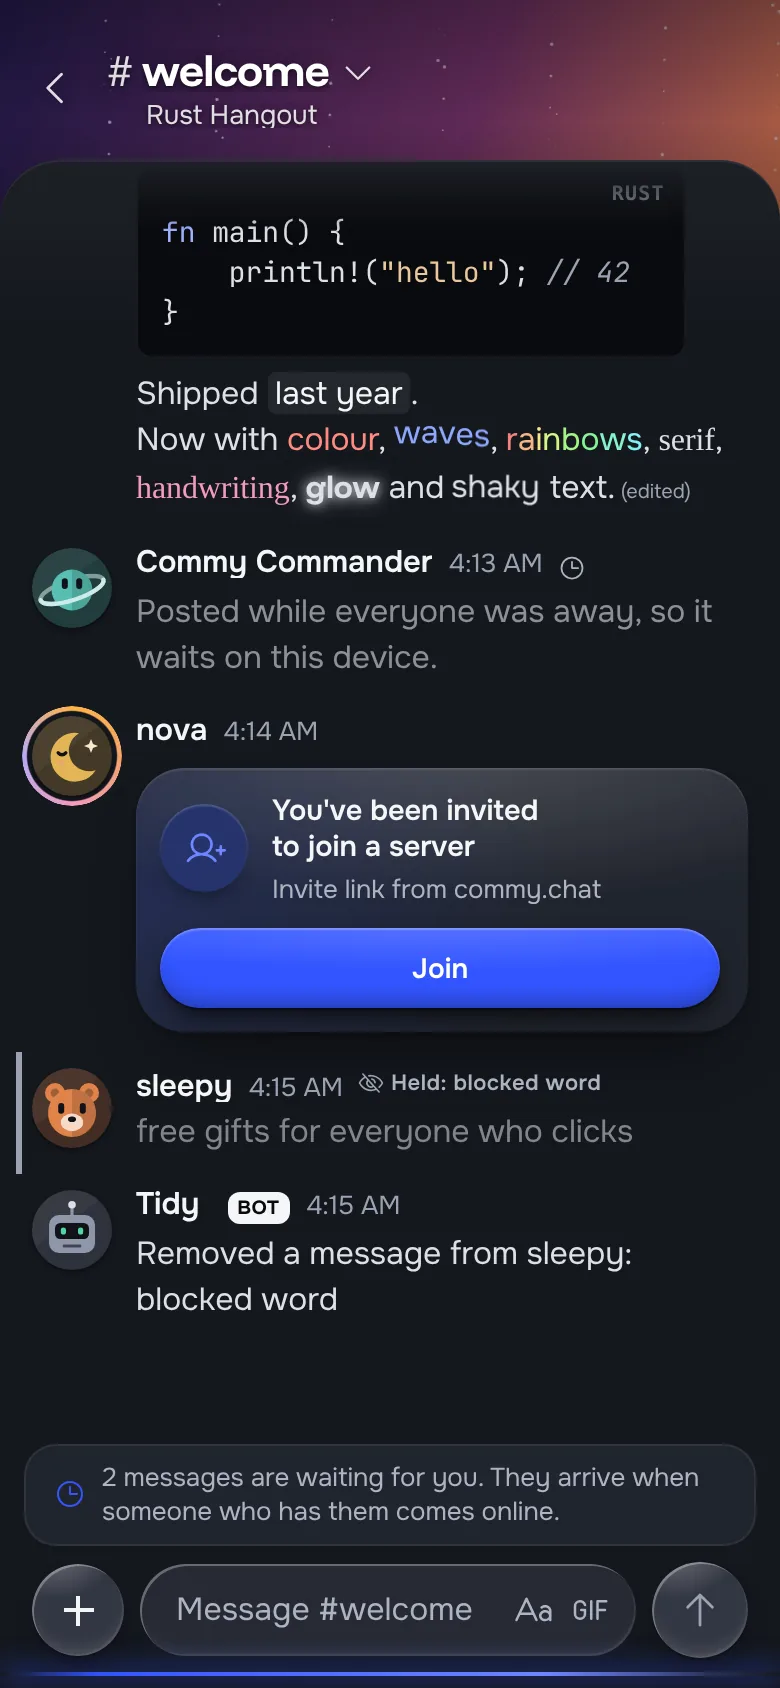 # welcome
Rust Hangout
RUST
fn main() {
    println!("hello"); // 42
}
Shipped last year.
Now with colour, waves, rainbows, serif,
handwriting, glow and shaky text. (edited)
Commy Commander 4:13 AM
Posted while everyone was away, so it
waits on this device.
nova 4:14 AM
You've been invited
to join a server
Invite link from commy.chat
Join
sleepy 4:15 AM Held: blocked word
free gifts for everyone who clicks
Tidy BOT 4:15 AM
Removed a message from sleepy:
blocked word
2 messages are waiting for you. They arrive when
someone who has them comes online.
Message #welcome Aa GIF